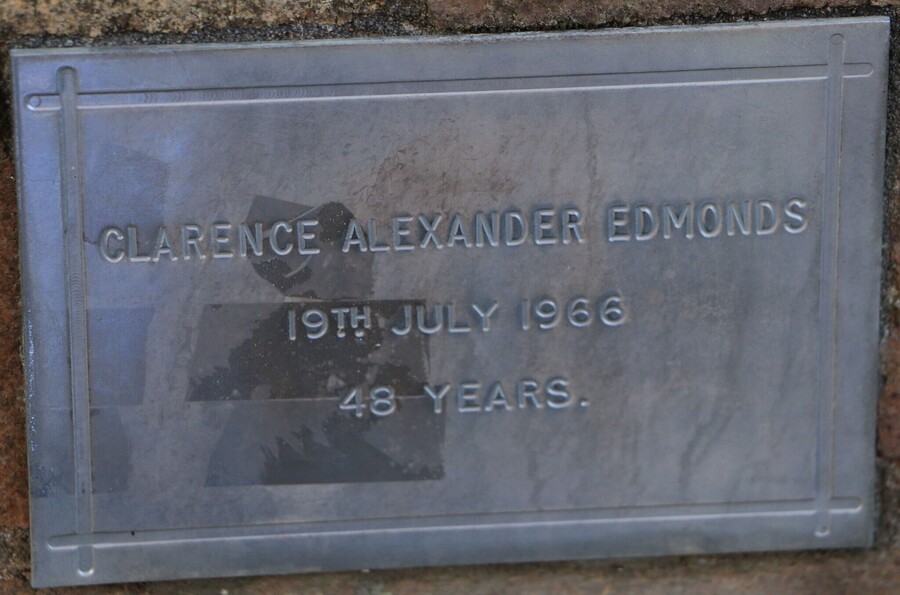 CLARENCE ALEXANDER EDMONDS
19TH JULY 1966
48 YEARS.